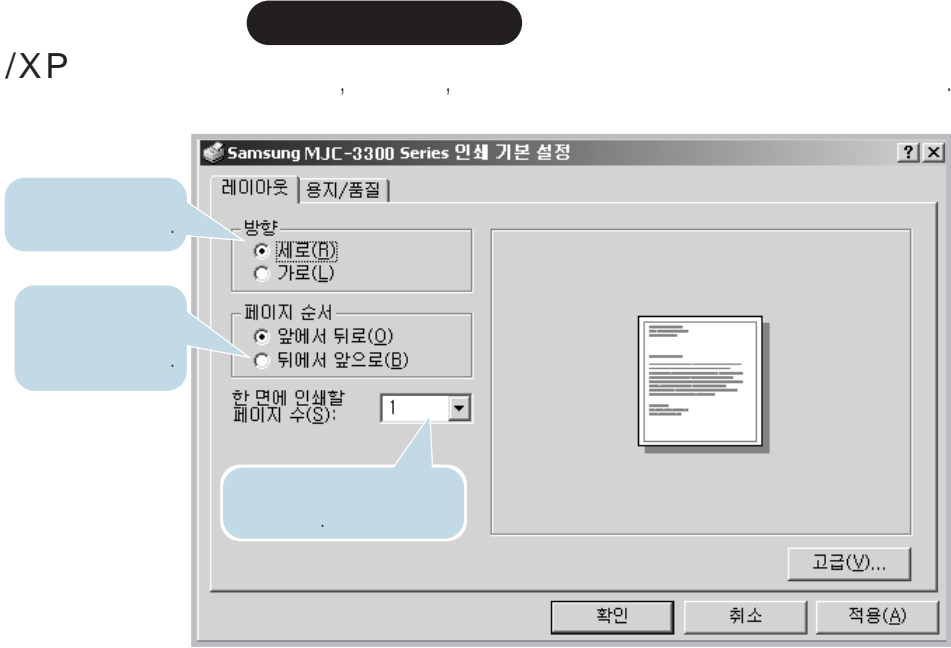 /XP
, , .
Samsung MJC-3300 Series 인쇄 기본 설정
레이아웃 용지/품질
.
방향
세로(R)
가로(L)
페이지 순서
앞에서 뒤로(O)
.
뒤에서 앞으로(B)
한 면에 인쇄할
페이지 수(S): 1
.
고급(V)...
확인 취소 적용(A)